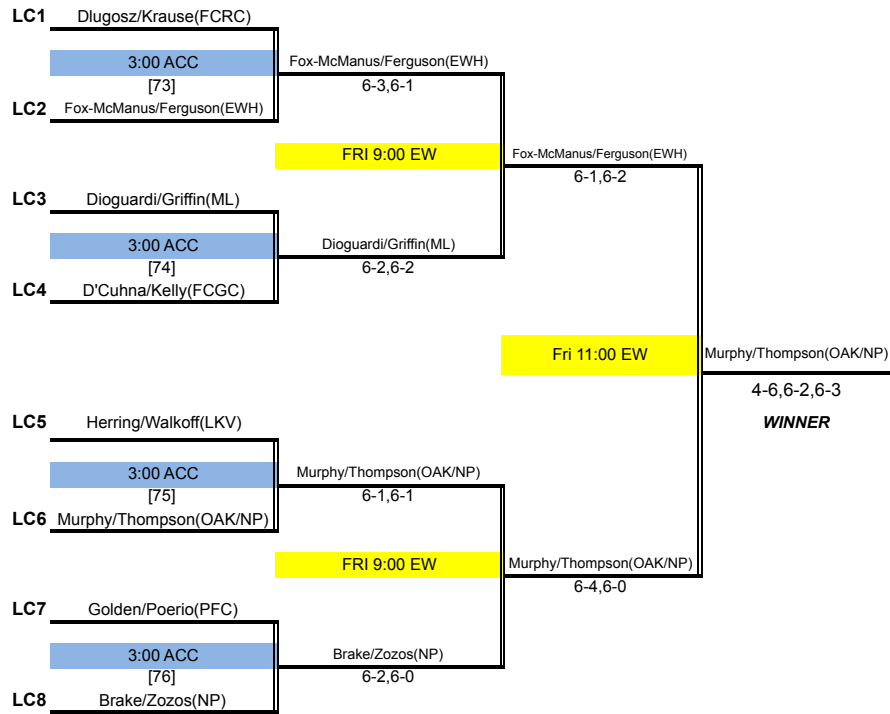 LC1 Dlugosz/Krause(FCRC)
3:00 ACC
[73]
LC2 Fox-McManus/Ferguson(EWH)
Fox-McManus/Ferguson(EWH)
6-3,6-1
FRI 9:00 EW
Fox-McManus/Ferguson(EWH)
6-1,6-2
LC3 Dioguardi/Griffin(ML)
3:00 ACC
[74]
LC4 D'Cuhna/Kelly(FCGC)
Dioguardi/Griffin(ML)
6-2,6-2
Fri 11:00 EW
Murphy/Thompson(OAK/NP)
4-6,6-2,6-3
WINNER
LC5 Herring/Walkoff(LKV)
3:00 ACC
[75]
LC6 Murphy/Thompson(OAK/NP)
Murphy/Thompson(OAK/NP)
6-1,6-1
FRI 9:00 EW
Murphy/Thompson(OAK/NP)
6-4,6-0
LC7 Golden/Poerio(PFC)
3:00 ACC
[76]
LC8 Brake/Zozos(NP)
Brake/Zozos(NP)
6-2,6-0